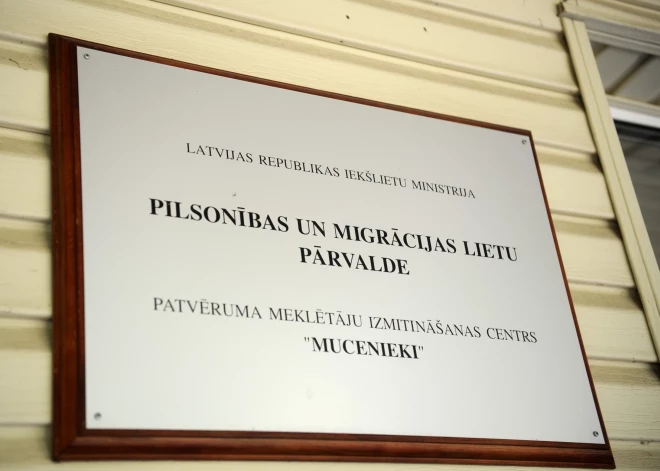 LATVIJAS REPUBLIKAS IEKŠLIETU MINISTRIJA
PILSONĪBAS UN MIGRĀCIJAS LIETU
PĀRVALDE
PATVĒRUMA MEKLĒTĀJU IZMITINĀŠANAS CENTRS
"MUCENIEKI"